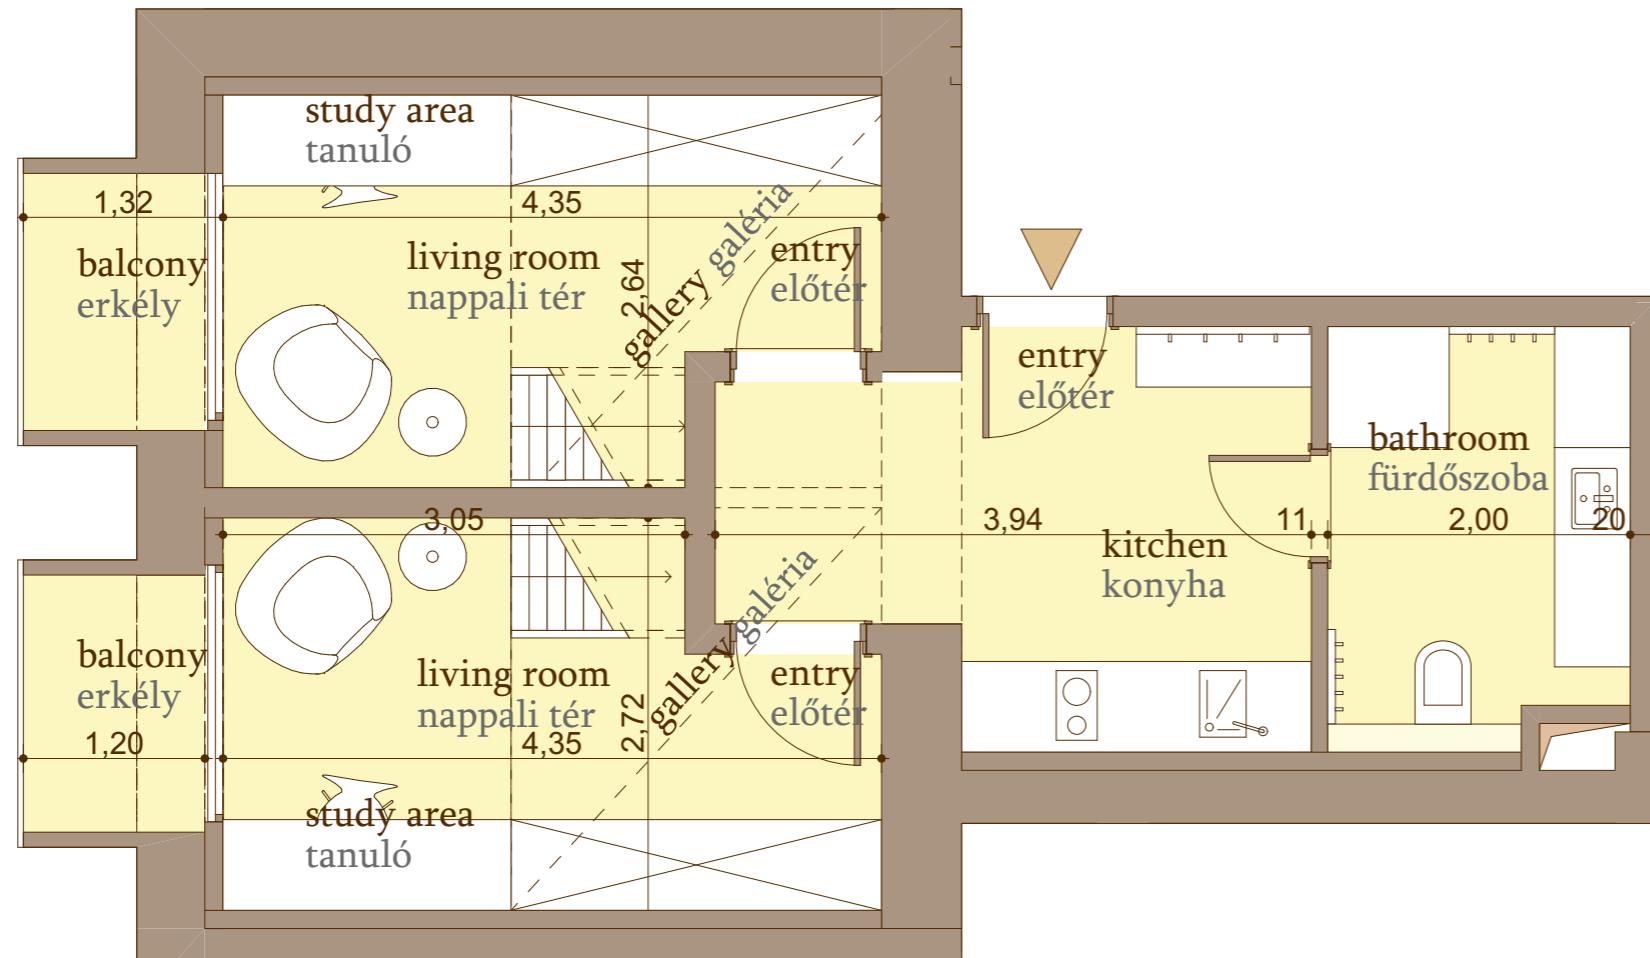 study area
tanuló
1,32
4,35
balcony
erkély
living room
nappali tér
2,64
gallery galéria
entry
előtér
entry
előtér
bathroom
fürdőszoba
3,05
3,94
11
2,00
20
kitchen
konyha
balcony
erkély
1,20
living room
nappali tér
4,35
2,72
gallery galéria
entry
előtér
study area
tanuló